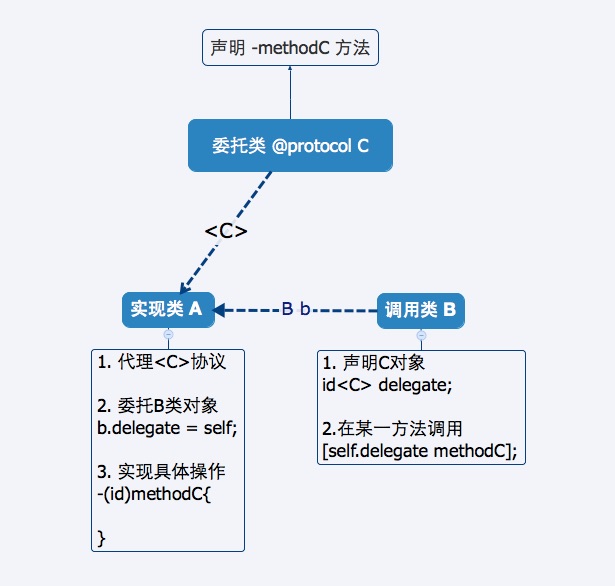 声明 -methodC 方法
委托类 @protocol C
<C>
实现类 A
B b
调用类 B
1. 代理<C>协议
2. 委托B类对象
b.delegate = self;
3. 实现具体操作
-(id)methodC{
}
1. 声明C对象
id<C> delegate;
2.在某一方法调用
[self.delegate methodC];